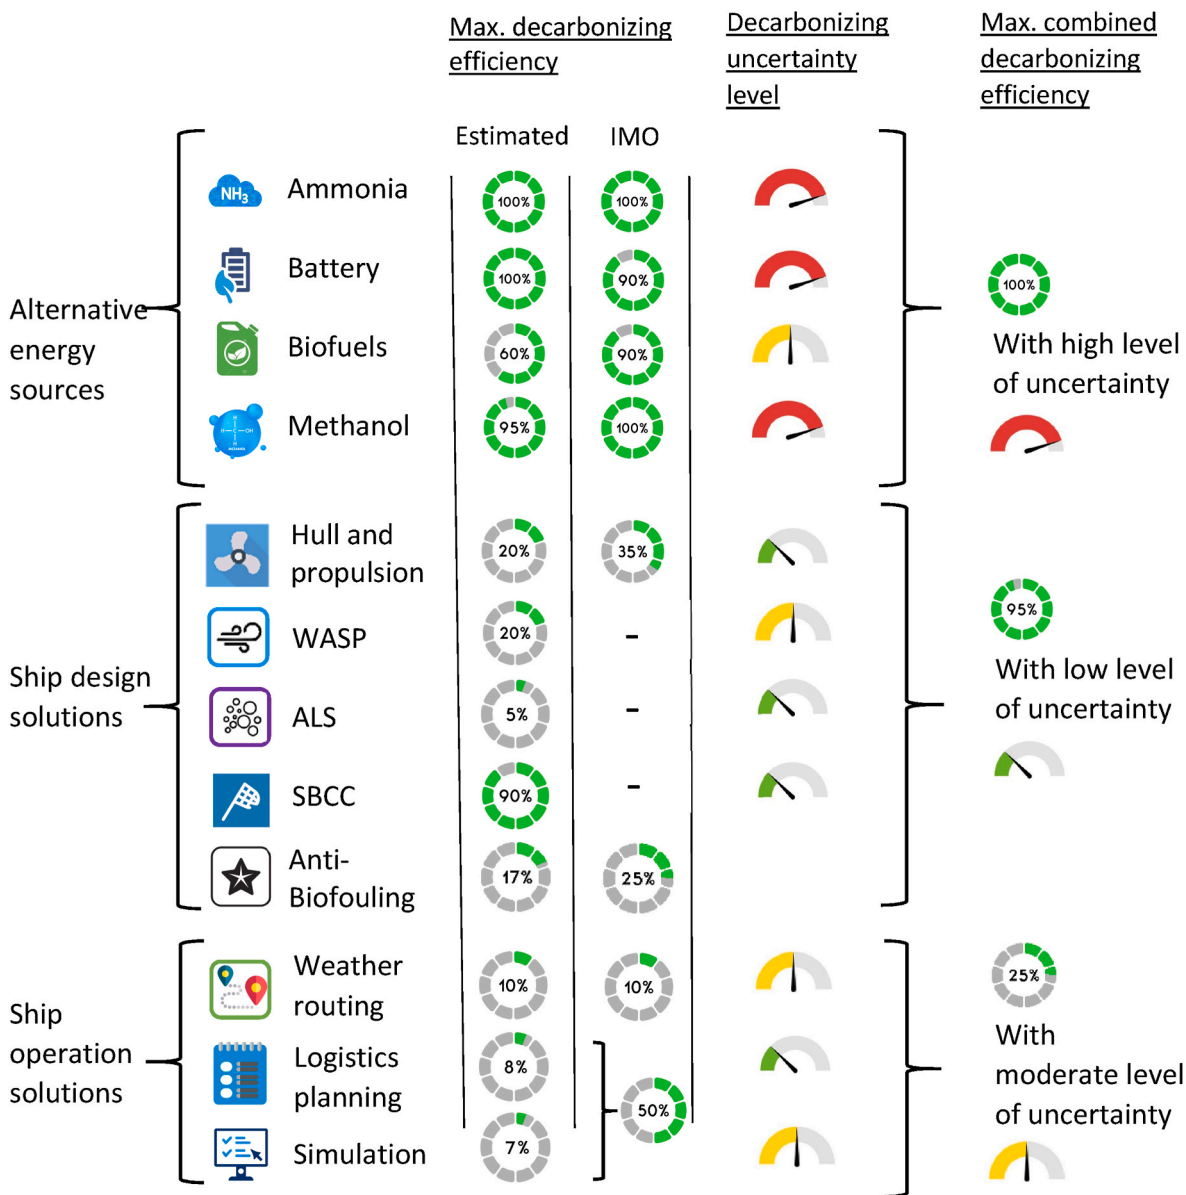 Max. decarbonizing
efficiency
Decarbonizing
uncertainty
level
Max. combined
decarbonizing
efficiency
Estimated
IMO
Alternative
energy
sources
NH3
Ammonia
100%
100%
Battery
100%
90%
Biofuels
60%
90%
Methanol
95%
100%
100%
With high level
of uncertainty
Ship design
solutions
Hull and
propulsion
20%
35%
WASP
20%
-
ALS
5%
-
SBCC
90%
-
Anti-
Biofouling
17%
25%
95%
With low level
of uncertainty
Ship
operation
solutions
Weather
routing
10%
10%
Logistics
planning
8%
Simulation
7%
50%
25%
With
moderate level
of uncertainty